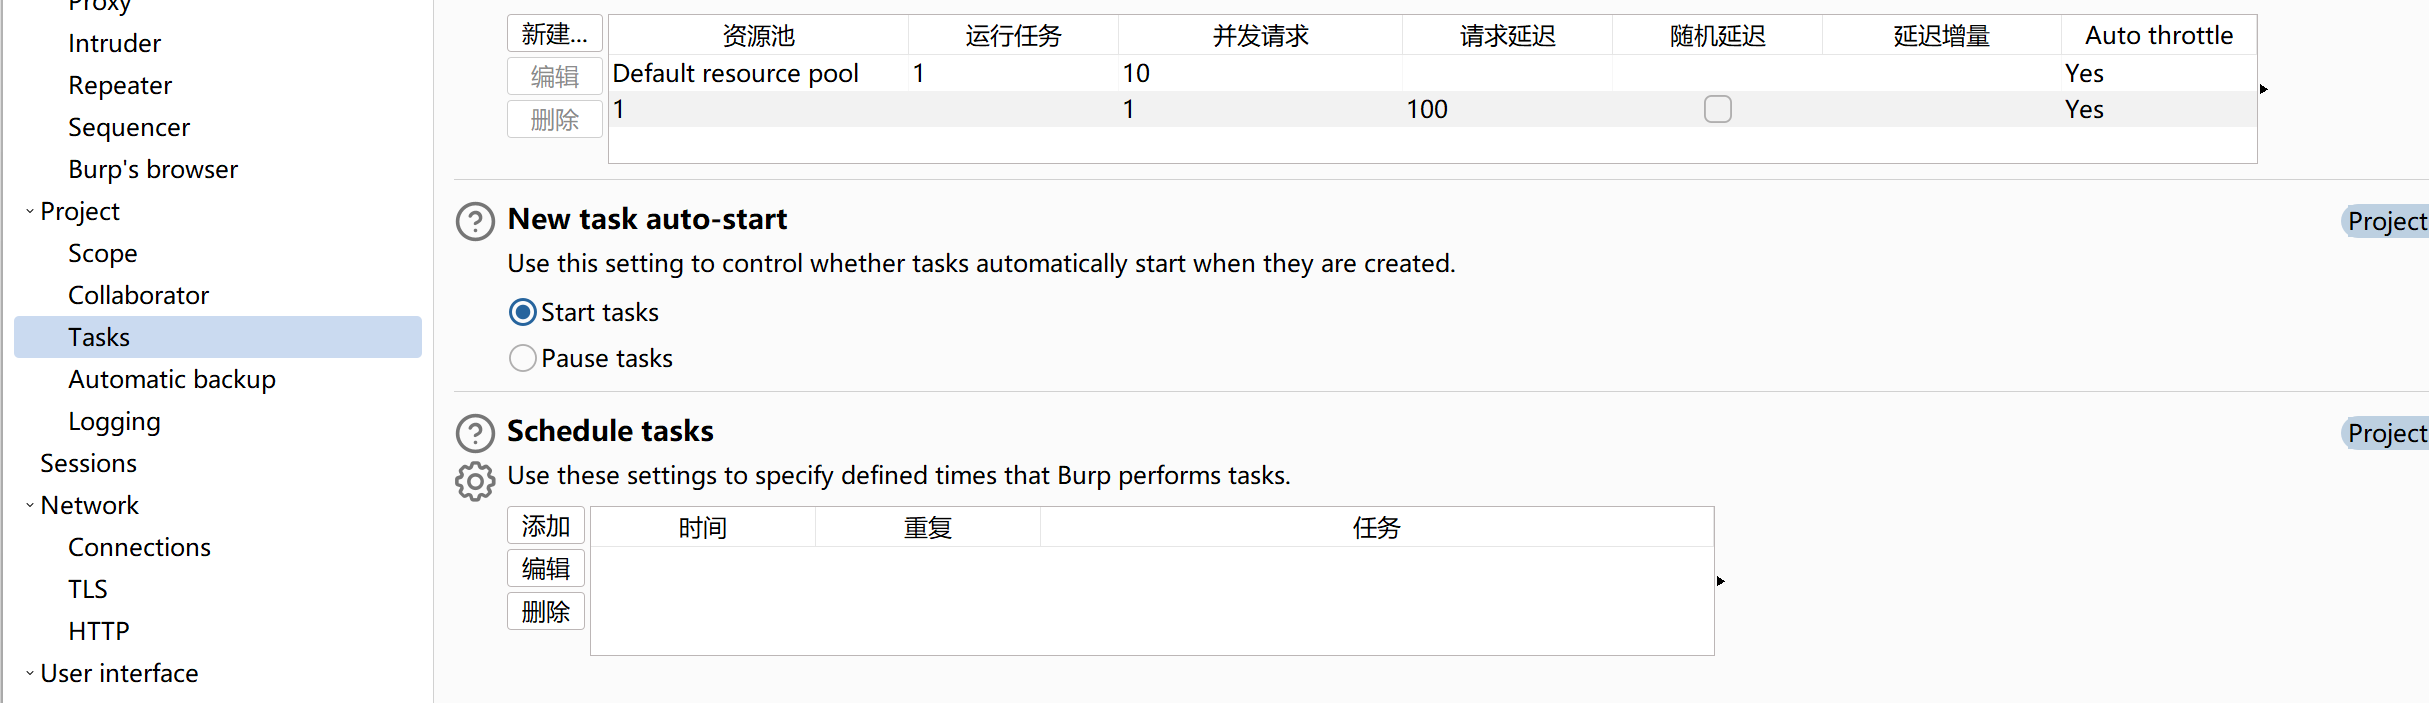 Proxy
Intruder
Repeater
Sequencer
Burp's browser
Project
Scope
Collaborator
Tasks
Automatic backup
Logging
Sessions
Network
Connections
TLS
HTTP
User interface
新建...
编辑
删除
资源池 运行任务 并发请求 请求延迟 随机延迟 延迟增量 Auto throttle
Default resource pool 1 10 Yes
1 1 100 Yes
New task auto-start
Project
Use this setting to control whether tasks automatically start when they are created.
Start tasks
Pause tasks
Schedule tasks
Project
Use these settings to specify defined times that Burp performs tasks.
添加
编辑
删除
时间 重复 任务